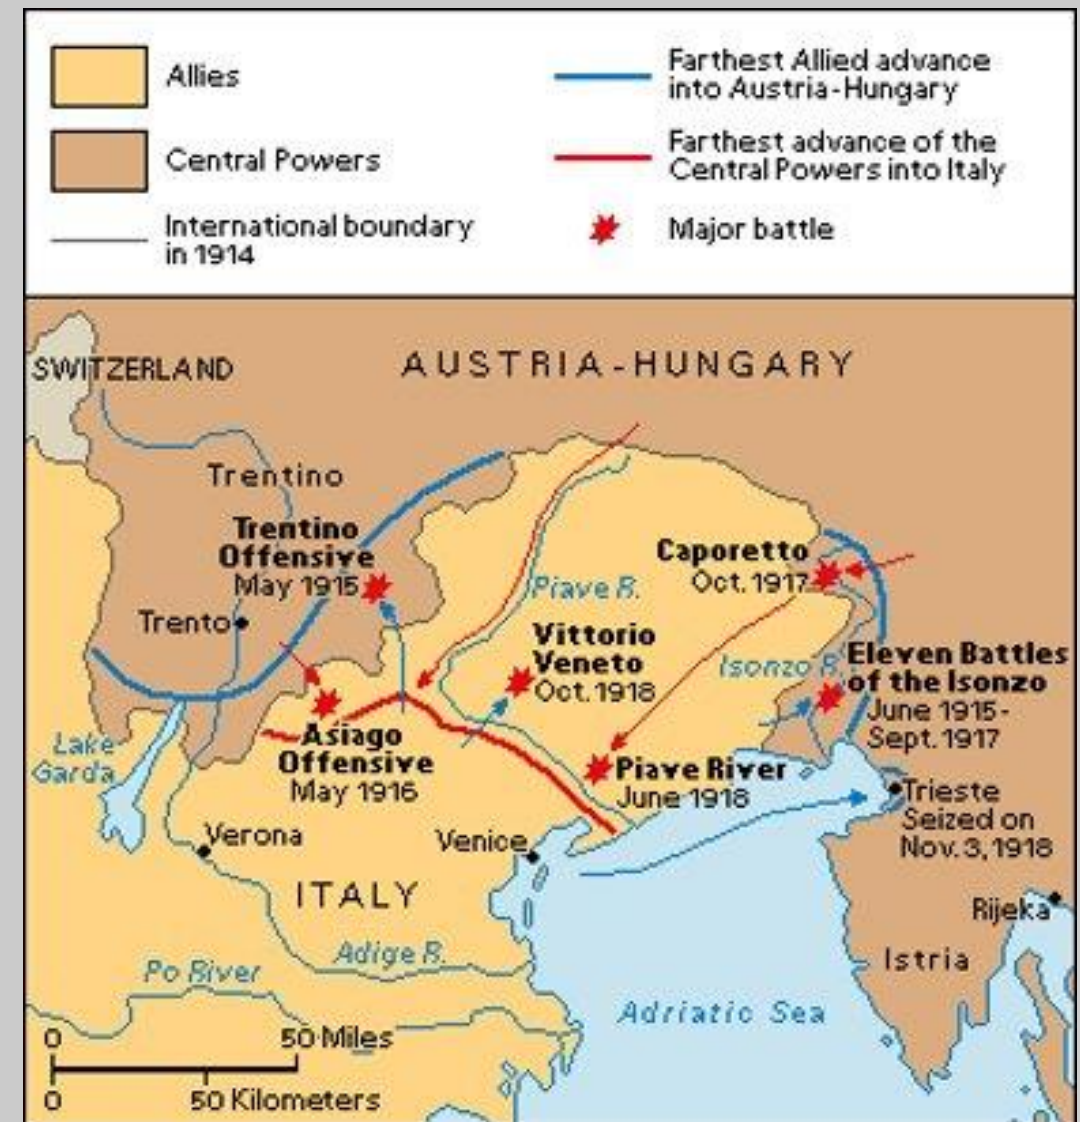 Allies
Central Powers
International boundary
in 1914
Farthest Allied advance
into Austria-Hungary
Farthest advance of the
Central Powers into Italy
Major battle
SWITZERLAND
AUSTRIA-HUNGARY
Trentino
Trentino
Offensive
May 1915
Trento
Piave R.
Caporetto
Oct. 1917
Vittorio
Veneto
Oct. 1918
Isonzo R.
Eleven Battles
of the Isonzo
June 1915-
Sept. 1917
Lake
Garda
Asiago
Offensive
May 1916
Piave River
June 1918
Trieste
Seized on
Nov. 3, 1918
Verona
Venice
ITALY
Rijeka
Adige R.
Istria
Po River
Adriatic Sea
0 50 Miles
0 50 Kilometers